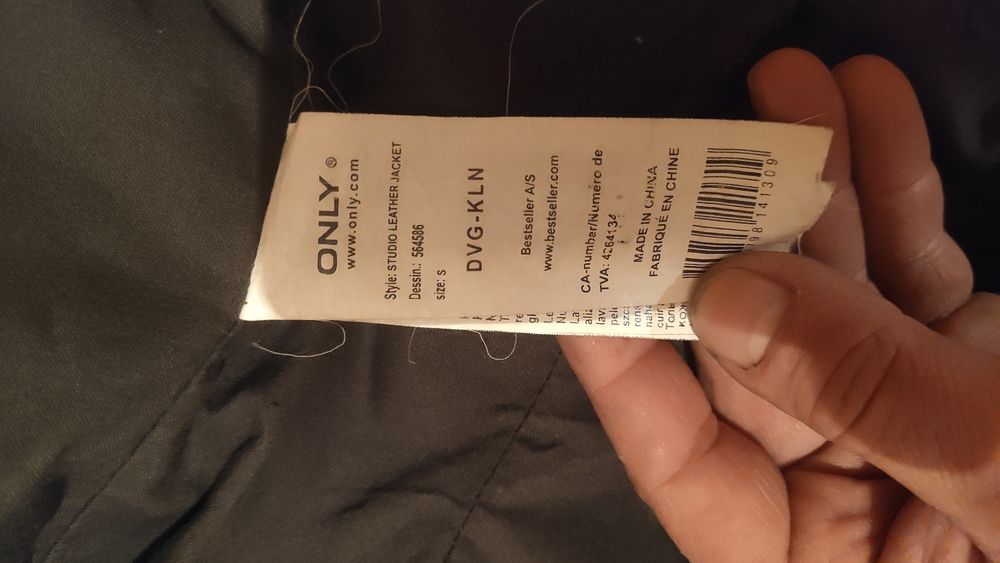 ONLY®
www.only.com
Style: STUDIO LEATHER JACKET
Dessin.: 564586
size: S
DVG-KLN
Bestseller A/S
www.bestseller.com
CA-number/Numéro de
TVA: 4264134
MADE IN CHINA
FABRIQUÉ EN CHINE
98141309